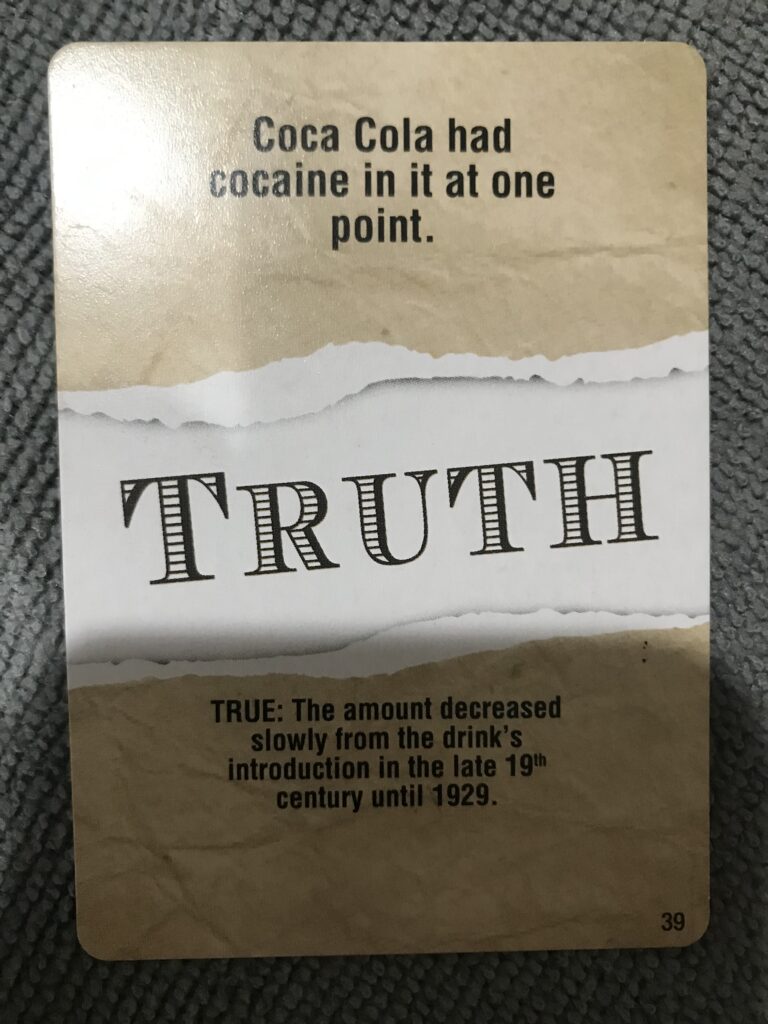 Coca Cola had
cocaine in it at one
point.
TRUTH
TRUE: The amount decreased
slowly from the drink's
introduction in the late 19th
century until 1929.
39